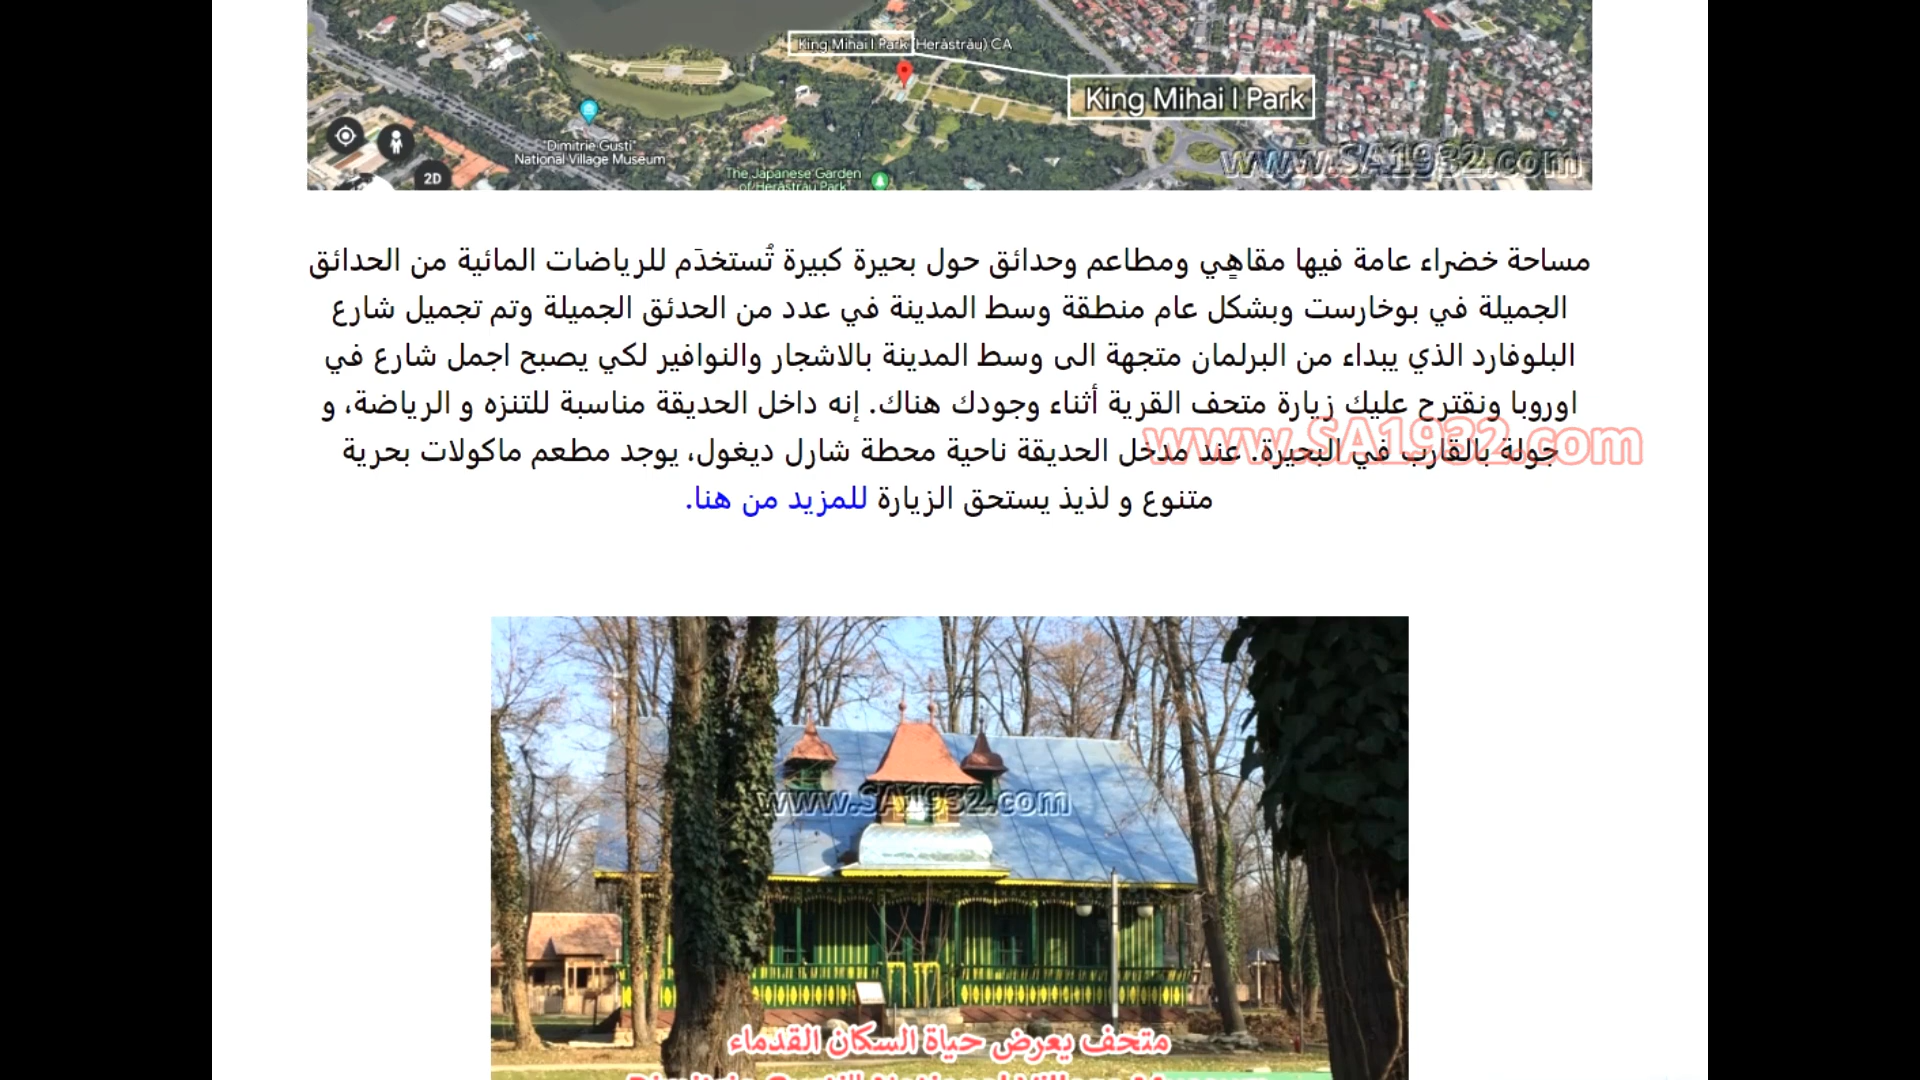 King Mihai I Park (Herăstrău) CA
King Mihai I Park
"Dimitrie Gusti"
National Village Museum
www.SA1932.com
2D
The Japanese Garden
of Herăstrău Park
مساحة خضراء عامة فيها مقاهٍي ومطاعم وحدائق حول بحيرة كبيرة تُستخدَم للرياضات المائية من الحدائق
الجميلة في بوخارست وبشكل عام منطقة وسط المدينة في عدد من الحدئق الجميلة وتم تجميل شارع
البلوفارد الذي يبداء من البرلمان متجهة الى وسط المدينة بالاشجار والنوافير لكي يصبح اجمل شارع في
اوروبا ونقترح عليك زيارة متحف القرية أثناء وجودك هناك. إنه داخل الحديقة مناسبة للتنزه و الرياضة، و
www.SA1932.com
جولة بالقارب في البحيرة. عند مدخل الحديقة ناحية محطة شارل ديغول، يوجد مطعم ماكولات بحرية
متنوع و لذيذ يستحق الزيارة للمزيد من هنا.
www.SA1932.com
متحف يعرض حياة السكان القدماء